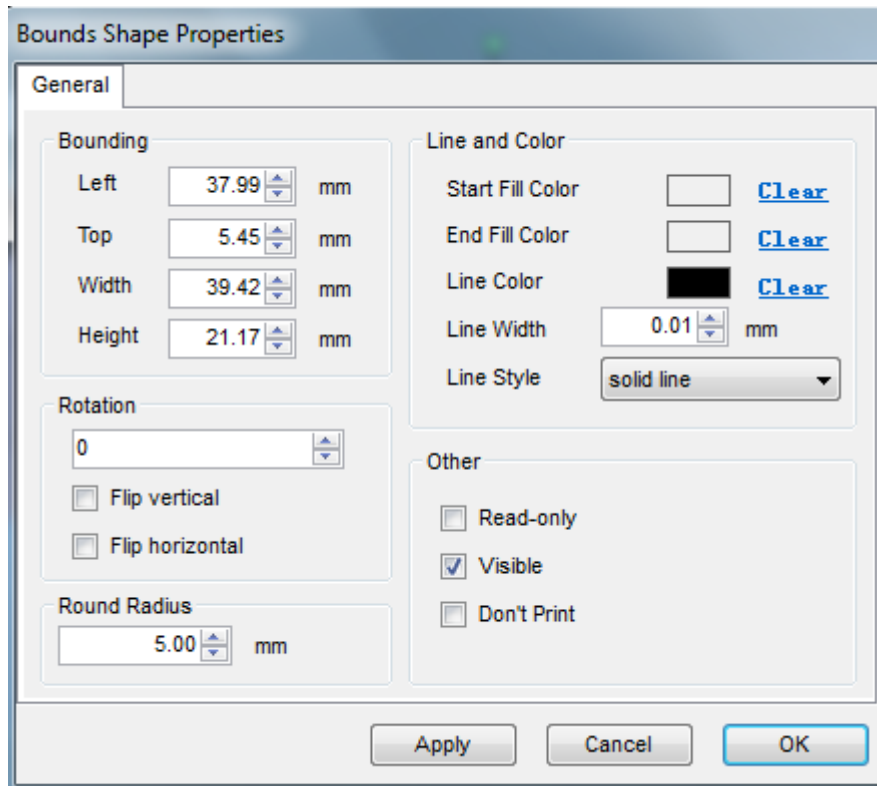 Bounds Shape Properties
General
Bounding
Left 37.99 mm
Top 5.45 mm
Width 39.42 mm
Height 21.17 mm
Rotation
0
Flip vertical
Flip horizontal
Round Radius
5.00 mm
Line and Color
Start Fill Color Clear
End Fill Color Clear
Line Color Clear
Line Width 0.01 mm
Line Style solid line
Other
Read-only
Visible
Don't Print
Apply Cancel OK